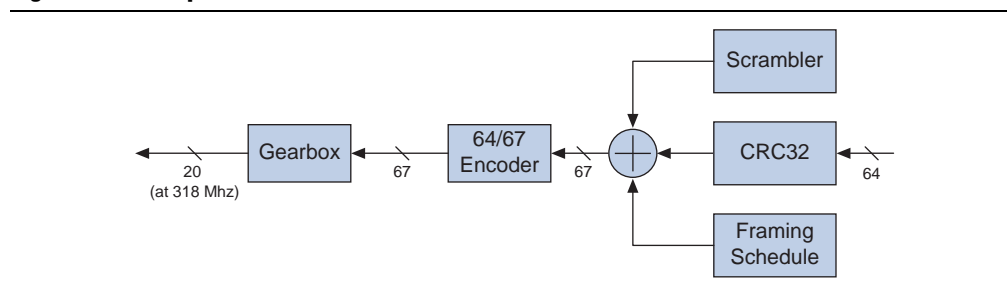 Scrambler
Gearbox
64/67
Encoder
CRC32
20
(at 318 Mhz)
67
67
64
Framing
Schedule